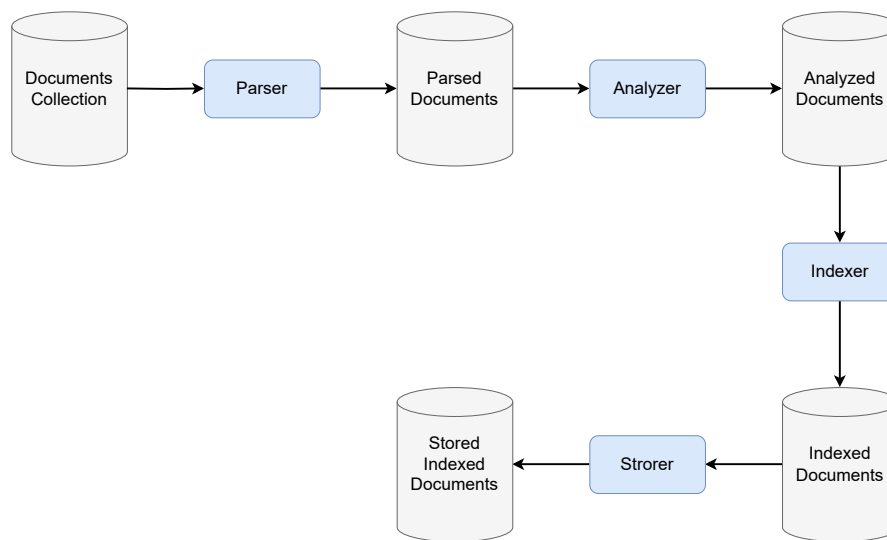 Documents
Collection
Parser
Parsed
Documents
Analyzer
Analyzed
Documents
Indexer
Indexed
Documents
Strorer
Stored
Indexed
Documents